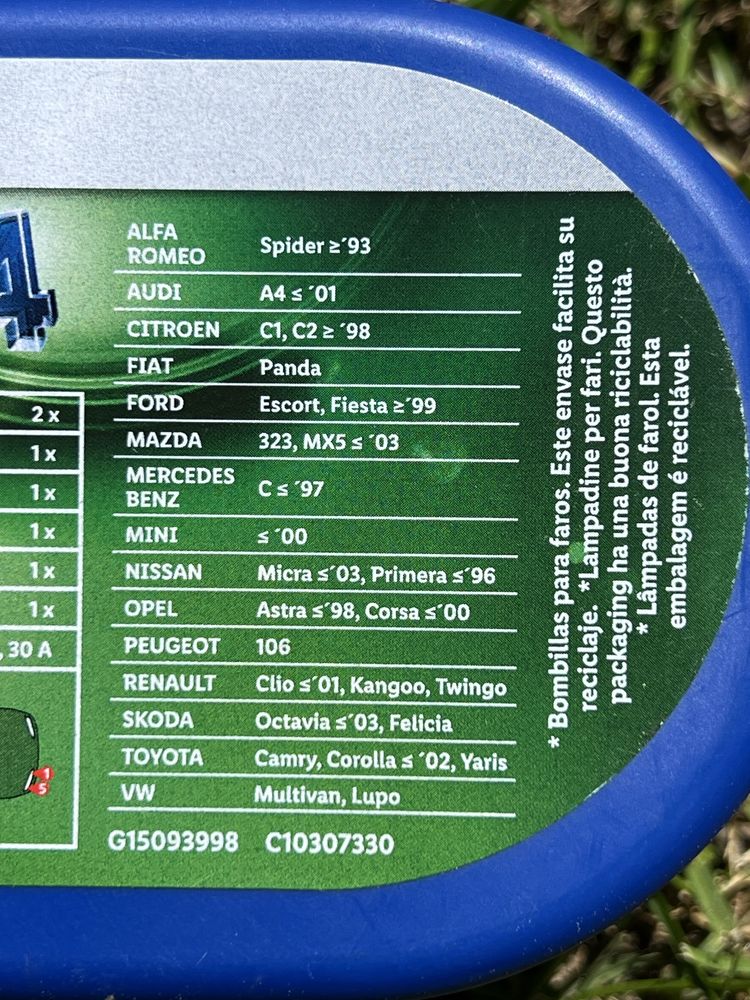 4
2 x
1 x
1 x
1 x
1 x
1 x
, 30 A
1
5
ALFA ROMEO Spider ≥´93
AUDI A4 ≤ ´01
CITROEN C1, C2 ≥ ´98
FIAT Panda
FORD Escort, Fiesta ≥´99
MAZDA 323, MX5 ≤ ´03
MERCEDES BENZ C ≤ ´97
MINI ≤ ´00
NISSAN Micra ≤´03, Primera ≤´96
OPEL Astra ≤´98, Corsa ≤´00
PEUGEOT 106
RENAULT Clio ≤´01, Kangoo, Twingo
SKODA Octavia ≤´03, Felicia
TOYOTA Camry, Corolla ≤ ´02, Yaris
VW Multivan, Lupo
G15093998 C10307330
* Bombillas para faros. Este envase facilita su
reciclaje. *Lampadine per fari. Questo
packaging ha una buona riciclabilità.
* Lâmpadas de farol. Esta
embalagem é reciclável.